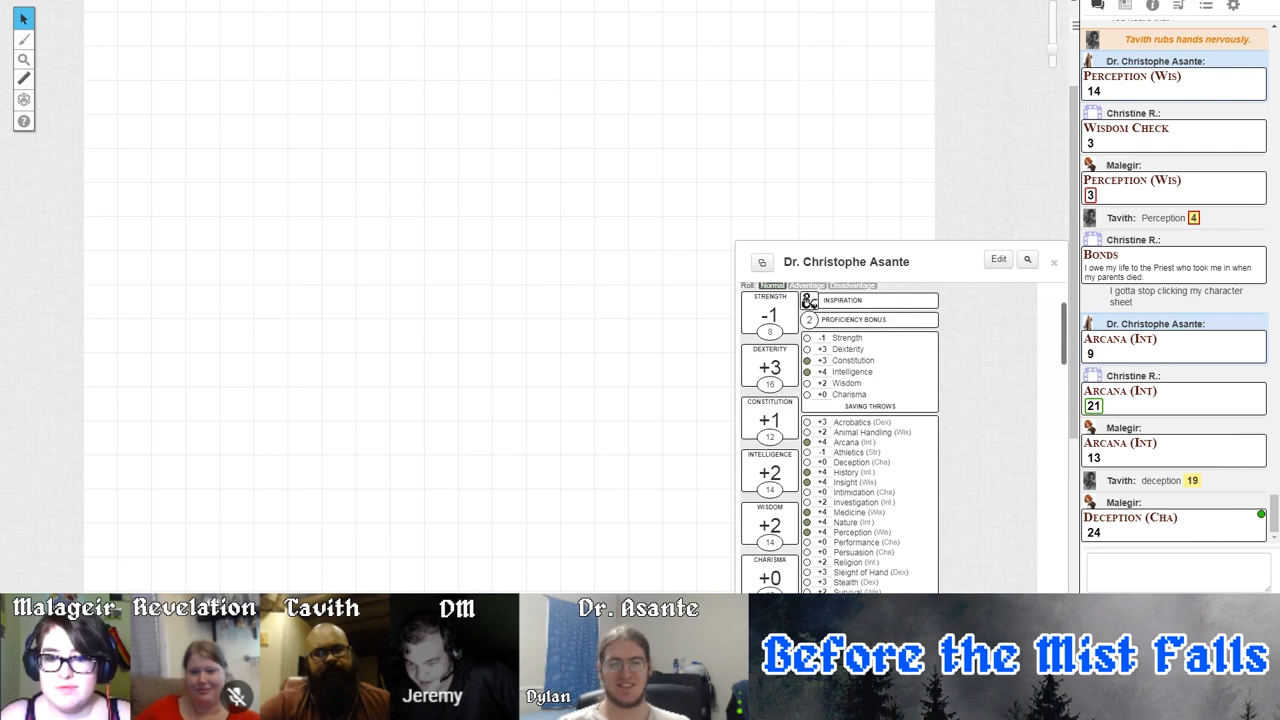 Tavith rubs hands nervously.
Dr. Christophe Asante:
PERCEPTION (WIS)
14
Christine R.:
WISDOM CHECK
3
Malegir:
PERCEPTION (WIS)
3
Tavith: Perception 4
Christine R.:
BONDS
I owe my life to the Priest who took me in when
my parents died.
I gotta stop clicking my character
sheet
Dr. Christophe Asante:
ARCANA (INT)
9
Christine R.:
ARCANA (INT)
21
Malegir:
ARCANA (INT)
13
Tavith: deception 19
Malegir:
DECEPTION (CHA)
24
Dr. Christophe Asante
Edit
Roll: Normal Advantage Disadvantage
STRENGTH
-1
8
DEXTERITY
+3
16
CONSTITUTION
+1
12
INTELLIGENCE
+2
14
WISDOM
+2
14
CHARISMA
+0
INSPIRATION
2 PROFICIENCY BONUS
-1 Strength
+3 Dexterity
+3 Constitution
+4 Intelligence
+2 Wisdom
+0 Charisma
SAVING THROWS
+3 Acrobatics (Dex)
+2 Animal Handling (Wis)
+4 Arcana (Int)
-1 Athletics (Str)
+0 Deception (Cha)
+4 History (Int)
+4 Insight (Wis)
+0 Intimidation (Cha)
+2 Investigation (Int)
+4 Medicine (Wis)
+4 Nature (Int)
+4 Perception (Wis)
+0 Performance (Cha)
+0 Persuasion (Cha)
+2 Religion (Int)
+3 Sleight of Hand (Dex)
+3 Stealth (Dex)
+2 Survival (Wis)
Malageir
Revelation
Tavith
DM
Jeremy
Dr. Asante
Dylan
Before the Mist Falls